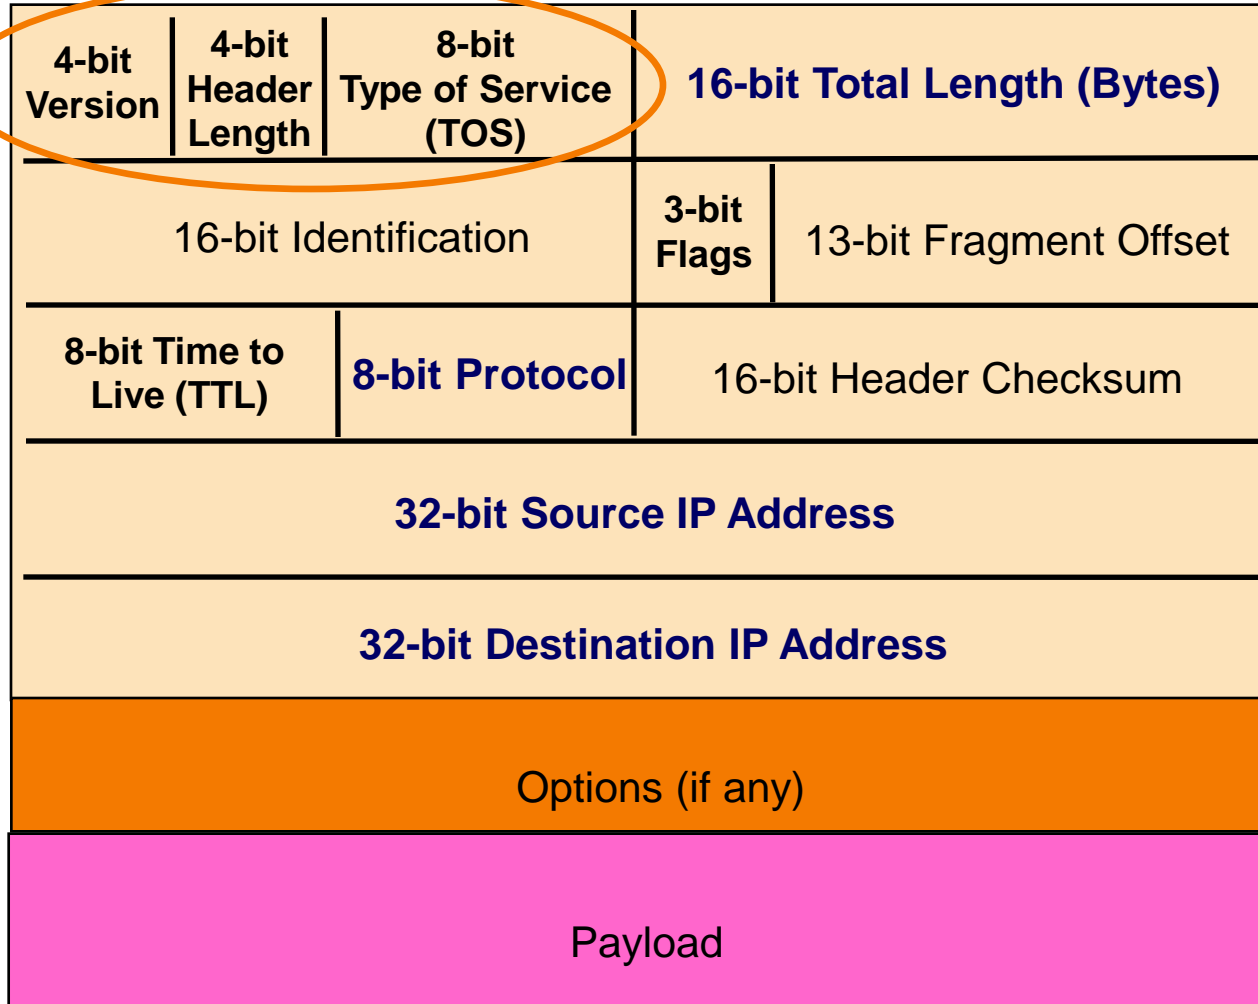 4-bit
Version
4-bit
Header
Length
8-bit
Type of Service
(TOS)
16-bit Total Length (Bytes)
16-bit Identification
3-bit
Flags
13-bit Fragment Offset
8-bit Time to
Live (TTL)
8-bit Protocol
16-bit Header Checksum
32-bit Source IP Address
32-bit Destination IP Address
Options (if any)
Payload